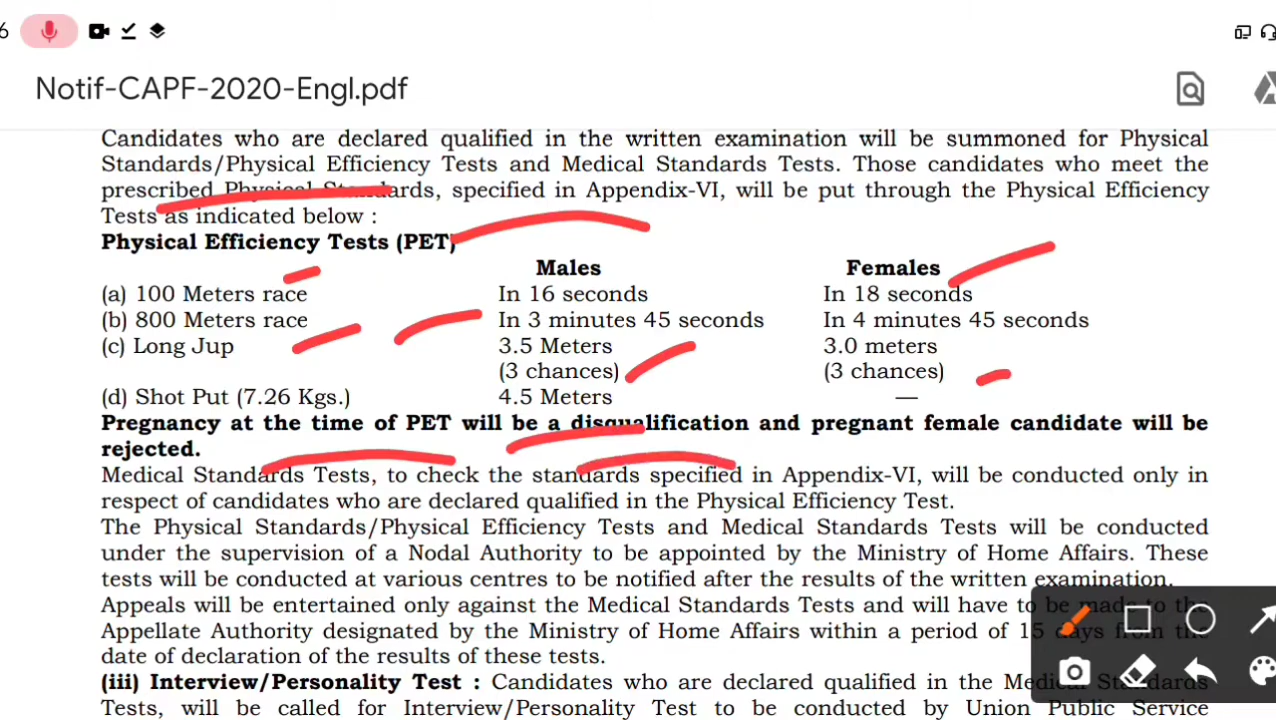 6
Notif-CAPF-2020-Engl.pdf
Candidates who are declared qualified in the written examination will be summoned for Physical
Standards/Physical Efficiency Tests and Medical Standards Tests. Those candidates who meet the
prescribed Physical Standards, specified in Appendix-VI, will be put through the Physical Efficiency
Tests as indicated below :
Physical Efficiency Tests (PET)
Males Females
(a) 100 Meters race In 16 seconds In 18 seconds
(b) 800 Meters race In 3 minutes 45 seconds In 4 minutes 45 seconds
(c) Long Jup 3.5 Meters 3.0 meters
(3 chances) (3 chances)
(d) Shot Put (7.26 Kgs.) 4.5 Meters —
Pregnancy at the time of PET will be a disqualification and pregnant female candidate will be
rejected.
Medical Standards Tests, to check the standards specified in Appendix-VI, will be conducted only in
respect of candidates who are declared qualified in the Physical Efficiency Test.
The Physical Standards/Physical Efficiency Tests and Medical Standards Tests will be conducted
under the supervision of a Nodal Authority to be appointed by the Ministry of Home Affairs. These
tests will be conducted at various centres to be notified after the results of the written examination.
Appeals will be entertained only against the Medical Standards Tests and will have to be made to the
Appellate Authority designated by the Ministry of Home Affairs within a period of 15 days from the
date of declaration of the results of these tests.
(iii) Interview/Personality Test : Candidates who are declared qualified in the Medical Standards
Tests, will be called for Interview/Personality Test to be conducted by Union Public Service